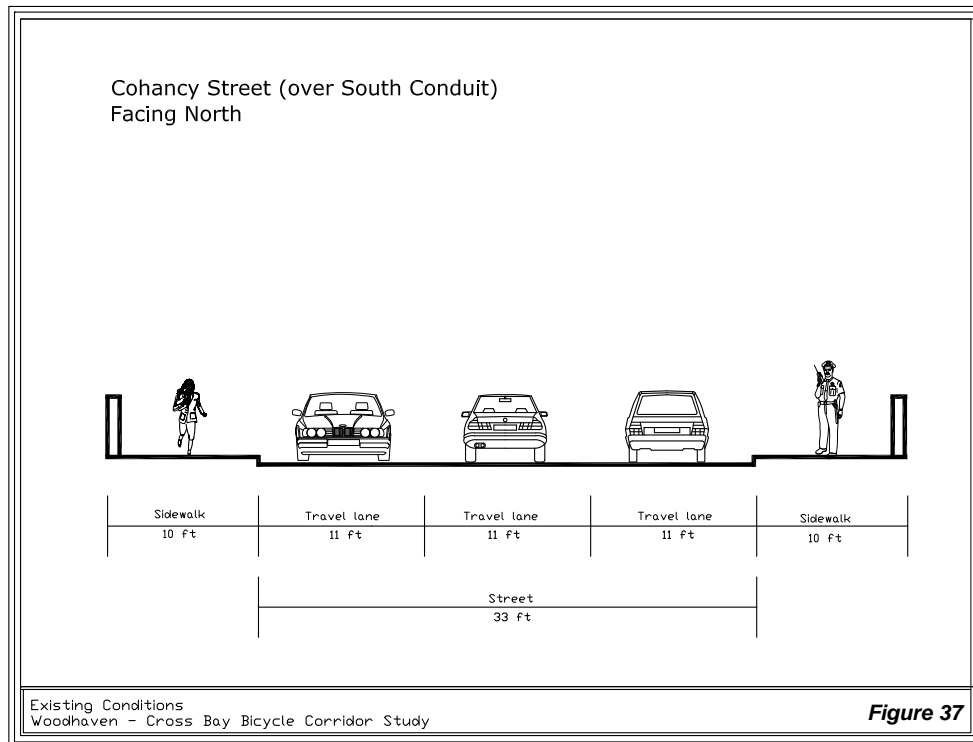 Cohancy Street (over South Conduit)
Facing North
Sidewalk
10 ft
Travel lane
11 ft
Travel lane
11 ft
Travel lane
11 ft
Sidewalk
10 ft
Street
33 ft
Existing Conditions
Woodhaven - Cross Bay Bicycle Corridor Study
Figure 37